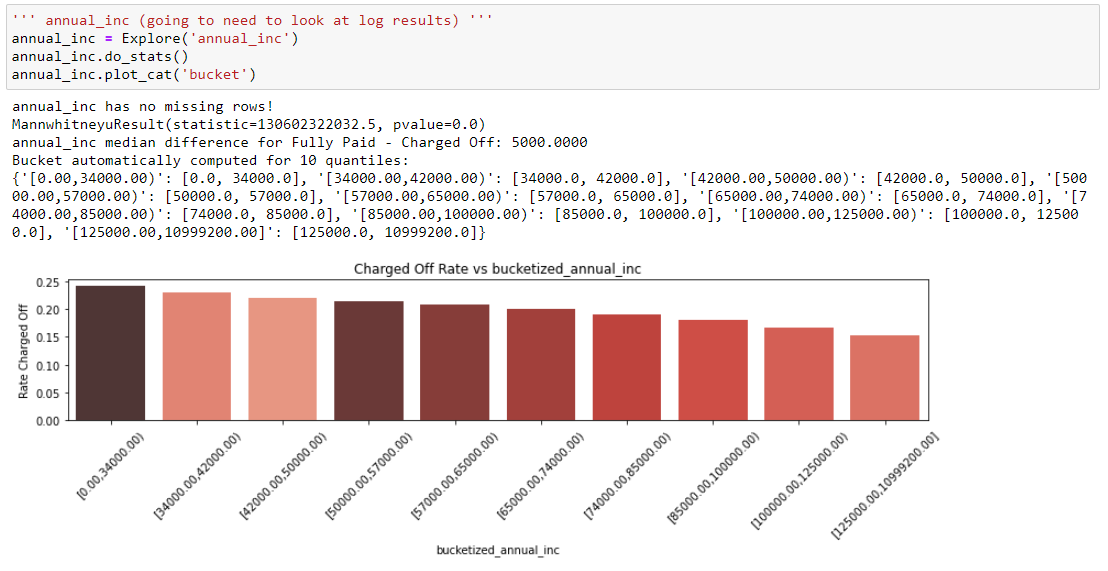 ''' annual_inc (going to need to look at log results) '''
annual_inc = Explore('annual_inc')
annual_inc.do_stats()
annual_inc.plot_cat('bucket')
annual_inc has no missing rows!
MannwhitneyuResult(statistic=130602322032.5, pvalue=0.0)
annual_inc median difference for Fully Paid - Charged Off: 5000.0000
Bucket automatically computed for 10 quantiles:
{'[0.00,34000.00)': [0.0, 34000.0], '[34000.00,42000.00)': [34000.0, 42000.0], '[42000.00,50000.00)': [42000.0, 50000.0], '[500
00.00,57000.00)': [50000.0, 57000.0], '[57000.00,65000.00)': [57000.0, 65000.0], '[65000.00,74000.00)': [65000.0, 74000.0], '[7
4000.00,85000.00)': [74000.0, 85000.0], '[85000.00,100000.00)': [85000.0, 100000.0], '[100000.00,125000.00)': [100000.0, 12500
0.0], '[125000.00,10999200.00]': [125000.0, 10999200.0]}
Charged Off Rate vs bucketized_annual_inc
Rate Charged Off
0.25
0.20
0.15
0.10
0.05
0.00
[0.00,34000.00)
[34000.00,42000.00)
[42000.00,50000.00)
[50000.00,57000.00)
[57000.00,65000.00)
[65000.00,74000.00)
[74000.00,85000.00)
[85000.00,100000.00)
[100000.00,125000.00)
[125000.00,10999200.00]
bucketized_annual_inc